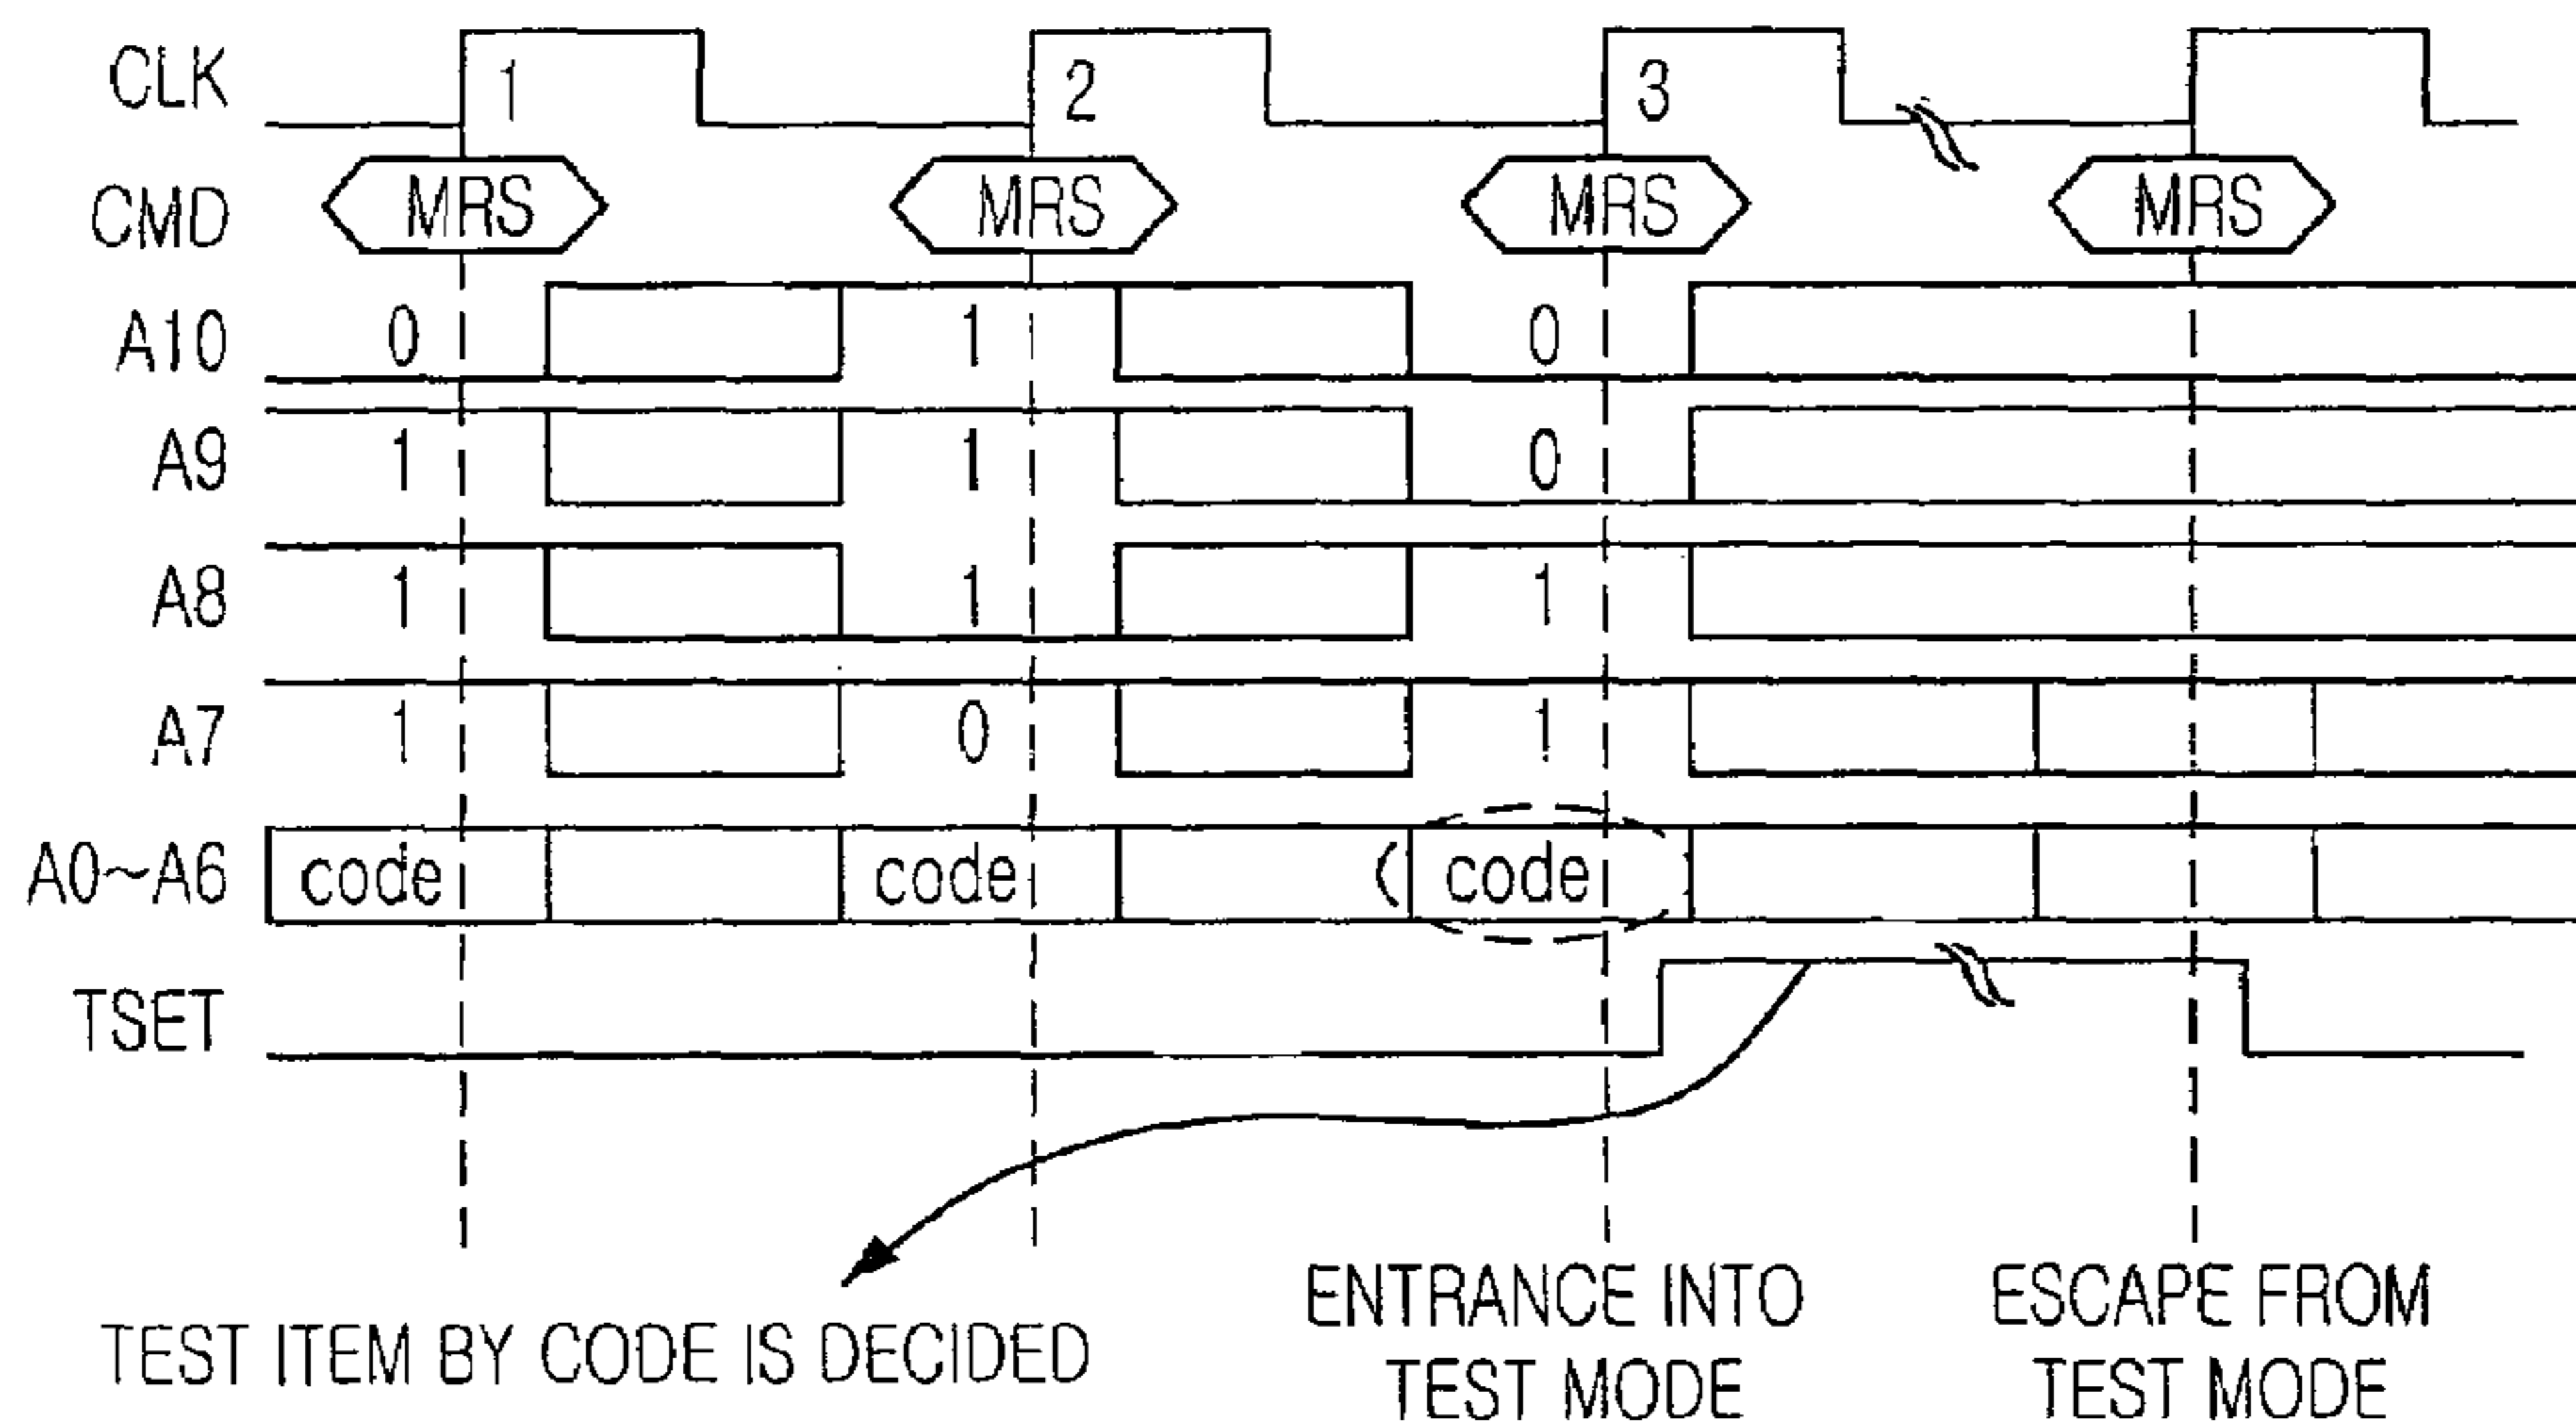 CLK 1 2 3
CMD MRS MRS MRS MRS
A10 0 1 0
A9 1 1 0
A8 1 1 1
A7 1 0 1
A0~A6 code code code
TSET
TEST ITEM BY CODE IS DECIDED
ENTRANCE INTO
TEST MODE
ESCAPE FROM
TEST MODE